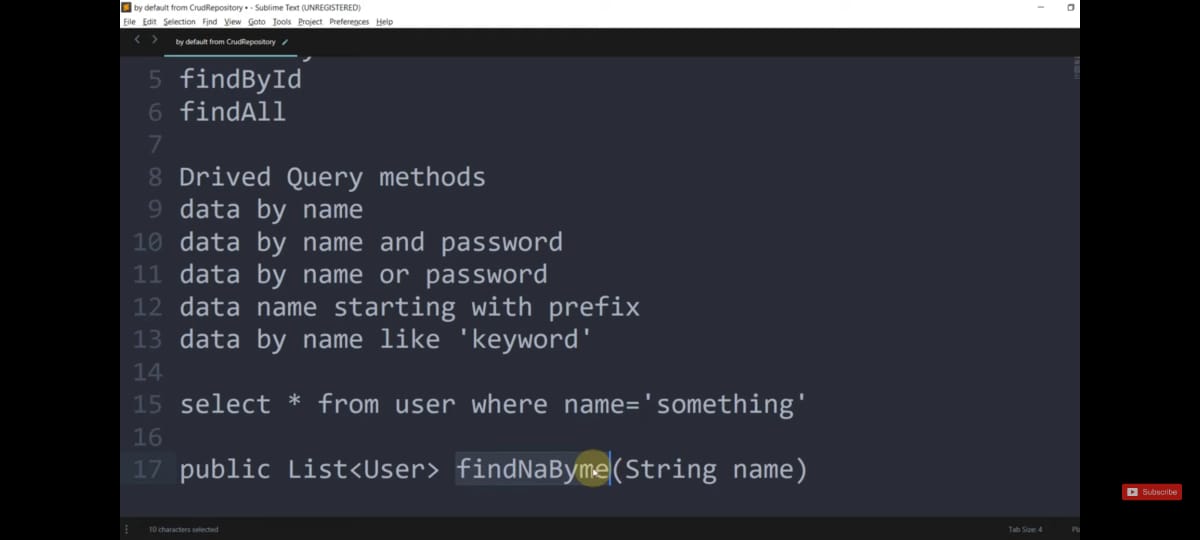 by default from CrudRepository • - Sublime Text (UNREGISTERED)
File Edit Selection Find View Goto Tools Project Preferences Help
by default from CrudRepository
5 findById
6 findAll
7
8 Drived Query methods
9 data by name
10 data by name and password
11 data by name or password
12 data name starting with prefix
13 data by name like 'keyword'
14
15 select * from user where name='something'
16
17 public List<User> findNaByme(String name)
Subscribe
10 characters selected Tab Size: 4